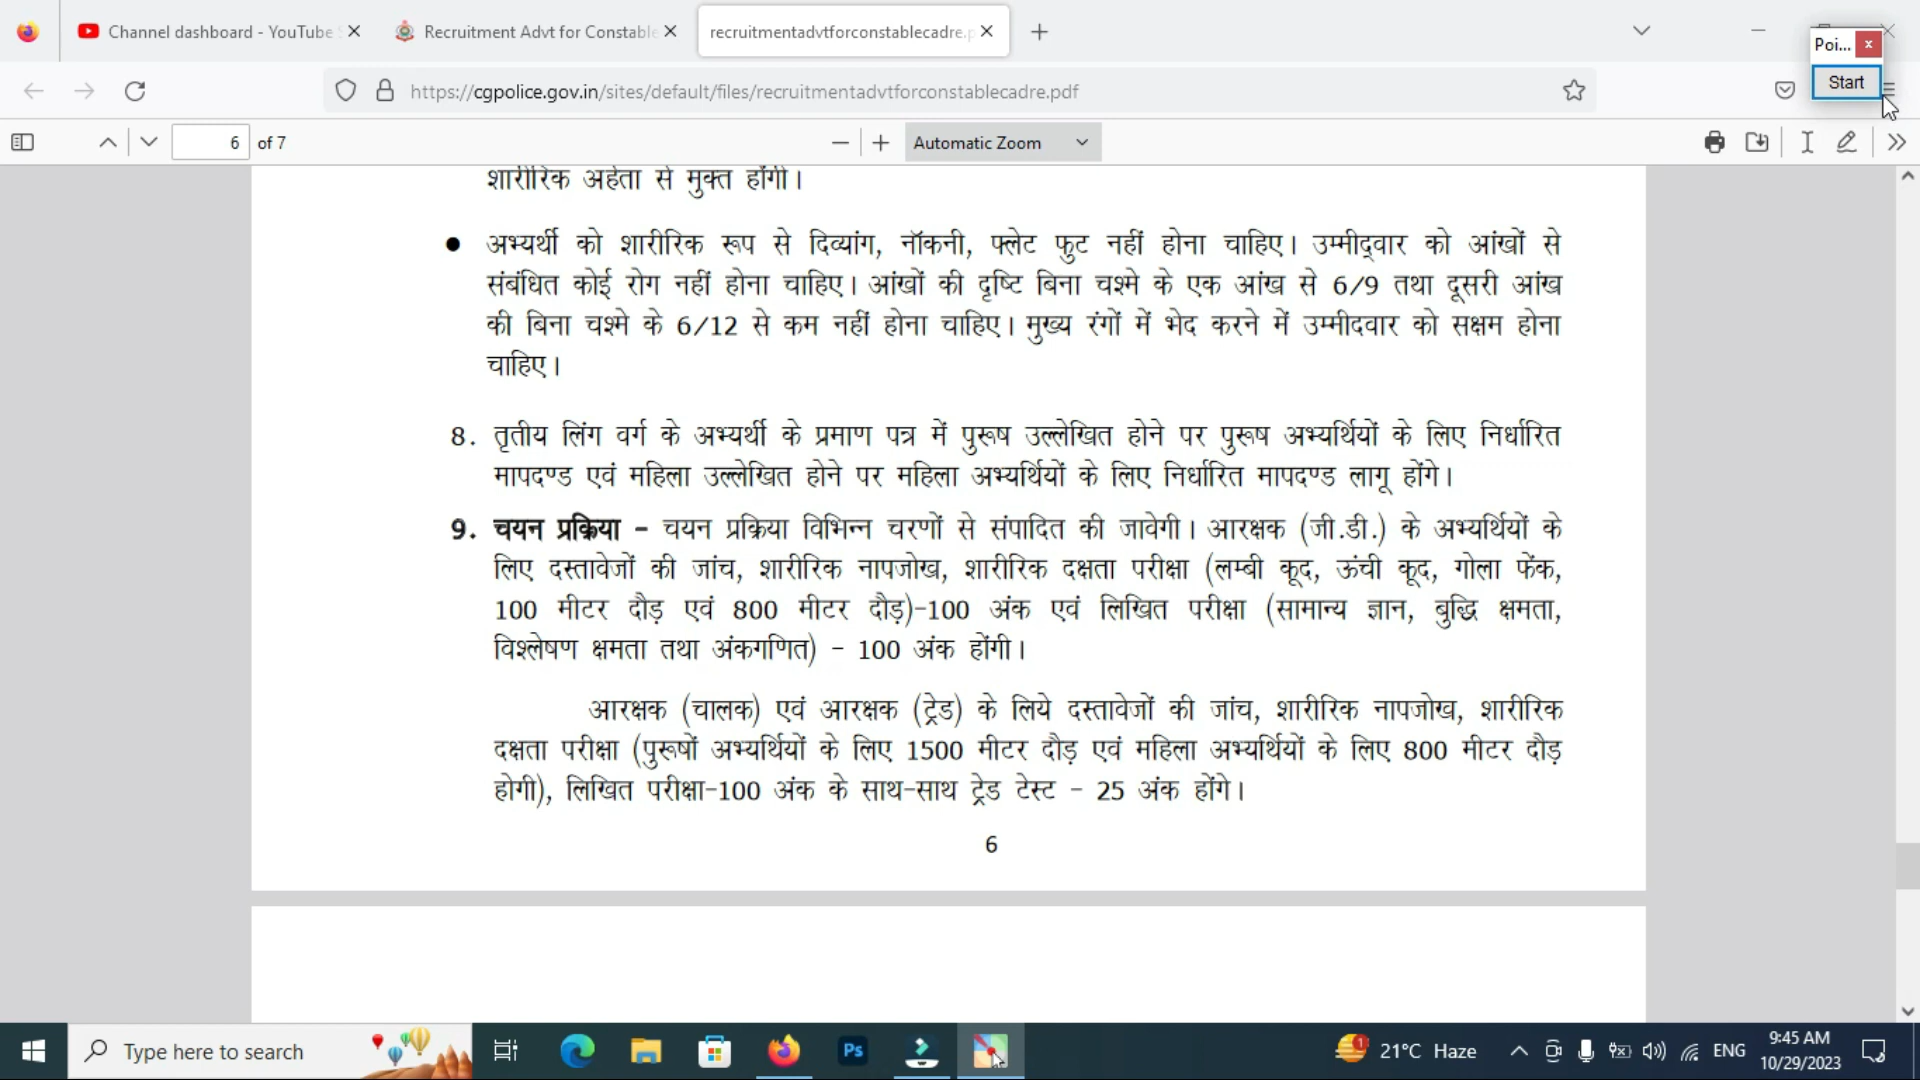 Channel dashboard - YouTube
Recruitment Advt for Constable
recruitmentadvtforconstablecadre.p
Poi...
Start
https://cgpolice.gov.in/sites/default/files/recruitmentadvtforconstablecadre.pdf
6 of 7
Automatic Zoom
शारीरिक अर्हता से मुक्त होंगी।
● अभ्यर्थी को शारीरिक रूप से दिव्यांग, नॉकनी, फ्लेट फुट नहीं होना चाहिए। उम्मीद्वार को आंखों से
संबंधित कोई रोग नहीं होना चाहिए। आंखों की दृष्टि बिना चश्मे के एक आंख से 6/9 तथा दूसरी आंख
की बिना चश्मे के 6/12 से कम नहीं होना चाहिए। मुख्य रंगों में भेद करने में उम्मीदवार को सक्षम होना
चाहिए।
8. तृतीय लिंग वर्ग के अभ्यर्थी के प्रमाण पत्र में पुरूष उल्लेखित होने पर पुरूष अभ्यर्थियों के लिए निर्धारित
मापदण्ड एवं महिला उल्लेखित होने पर महिला अभ्यर्थियों के लिए निर्धारित मापदण्ड लागू होंगे।
9. चयन प्रक्रिया - चयन प्रक्रिया विभिन्न चरणों से संपादित की जावेगी। आरक्षक (जी.डी.) के अभ्यर्थियों के
लिए दस्तावेजों की जांच, शारीरिक नापजोख, शारीरिक दक्षता परीक्षा (लम्बी कूद, ऊंची कूद, गोला फेंक,
100 मीटर दौड़ एवं 800 मीटर दौड़)-100 अंक एवं लिखित परीक्षा (सामान्य ज्ञान, बुद्धि क्षमता,
विश्लेषण क्षमता तथा अंकगणित) - 100 अंक होंगी।
आरक्षक (चालक) एवं आरक्षक (ट्रेड) के लिये दस्तावेजों की जांच, शारीरिक नापजोख, शारीरिक
दक्षता परीक्षा (पुरूषों अभ्यर्थियों के लिए 1500 मीटर दौड़ एवं महिला अभ्यर्थियों के लिए 800 मीटर दौड़
होगी), लिखित परीक्षा-100 अंक के साथ-साथ ट्रेड टेस्ट - 25 अंक होंगे।
6
Type here to search
Ps
1
21°C Haze
ENG
9:45 AM
10/29/2023